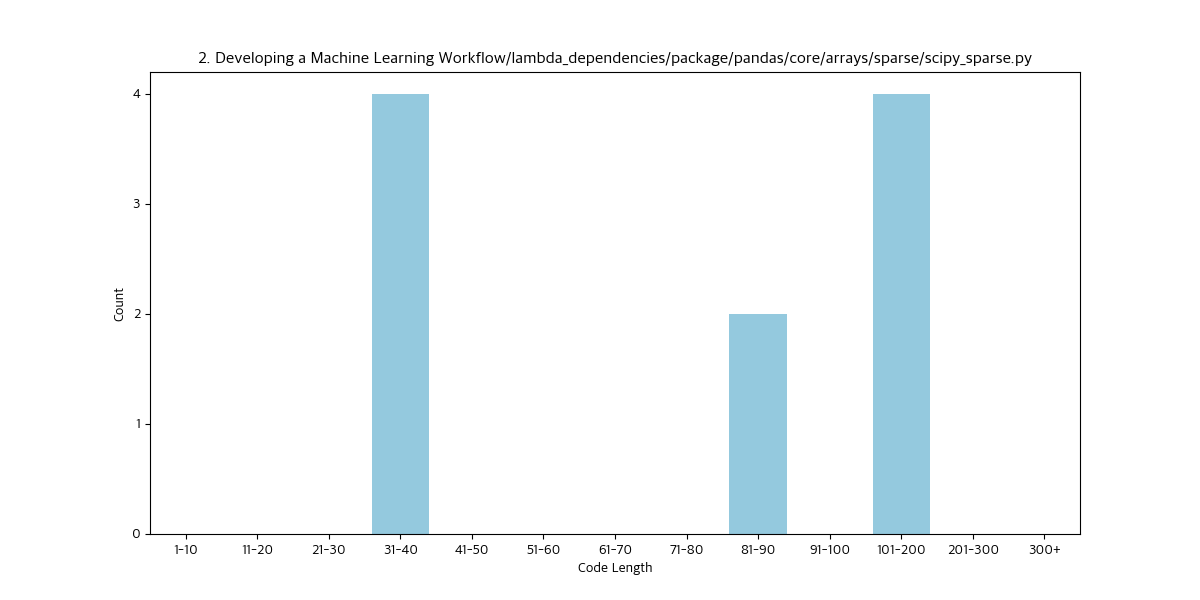 2. Developing a Machine Learning Workflow/lambda_dependencies/package/pandas/core/arrays/sparse/scipy_sparse.py
4
3
2
1
0
Count
1-10 11-20 21-30 31-40 41-50 51-60 61-70 71-80 81-90 91-100 101-200 201-300 300+
Code Length